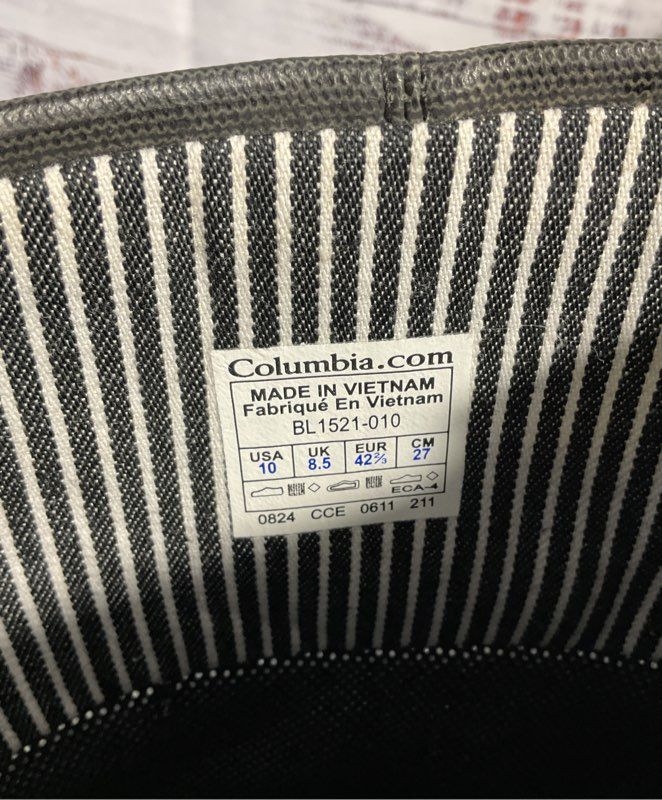 Columbia.com
MADE IN VIETNAM
Fabriqué En Vietnam
BL1521-010
USA UK EUR CM
10 8.5 42⅔ 27
ECA-4
0824 CCE 0611 211